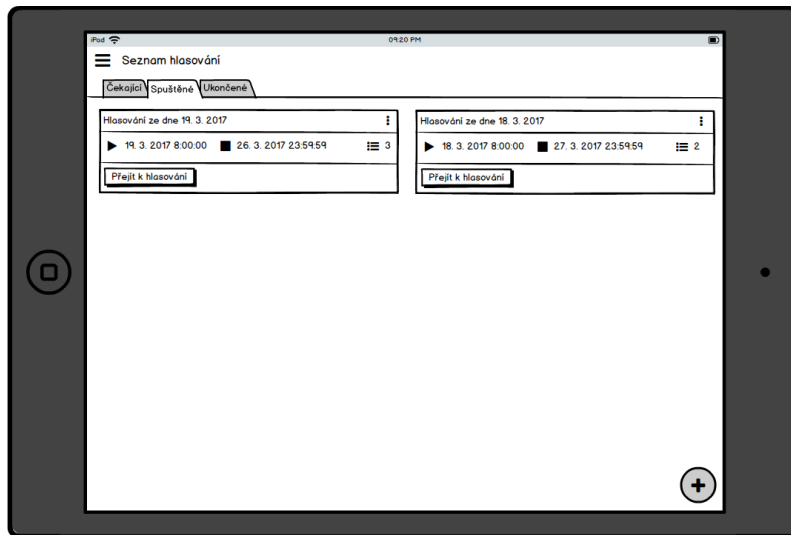 iPod 09:20 PM
Seznam hlasování
Čekající Spuštěné Ukončené
Hlasování ze dne 19. 3. 2017
19. 3. 2017 8:00:00 26. 3. 2017 23:59:59 3
Přejít k hlasování
Hlasování ze dne 18. 3. 2017
18. 3. 2017 8:00:00 27. 3. 2017 23:59:59 2
Přejít k hlasování